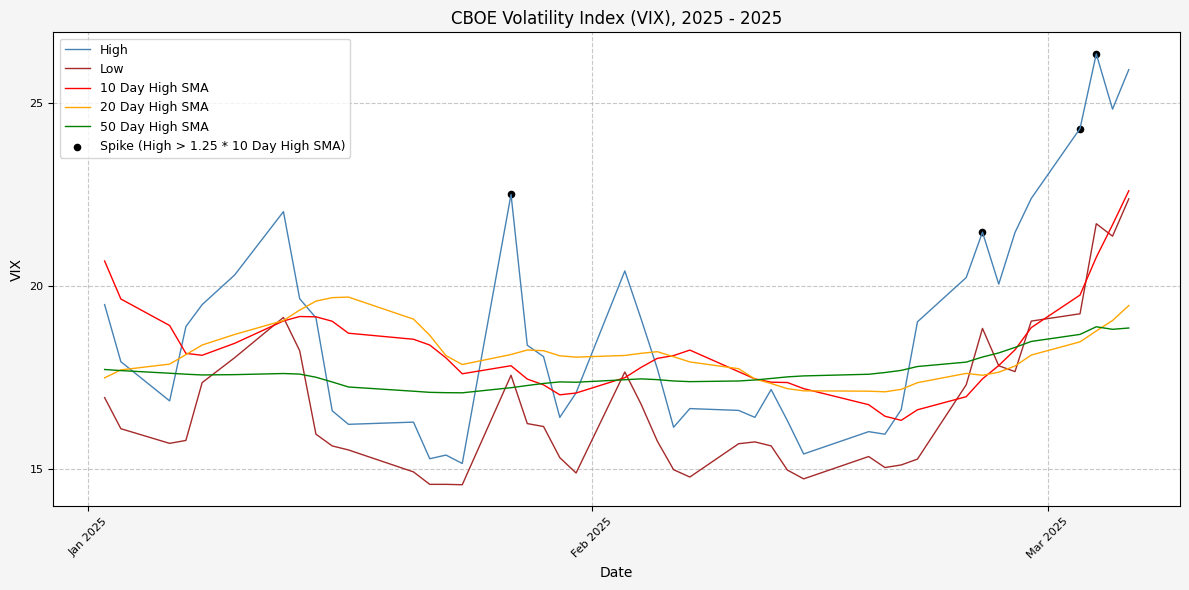 CBOE Volatility Index (VIX), 2025 - 2025
High
Low
10 Day High SMA
20 Day High SMA
50 Day High SMA
Spike (High > 1.25 * 10 Day High SMA)
25
20
15
VIX
Jan 2025
Feb 2025
Mar 2025
Date